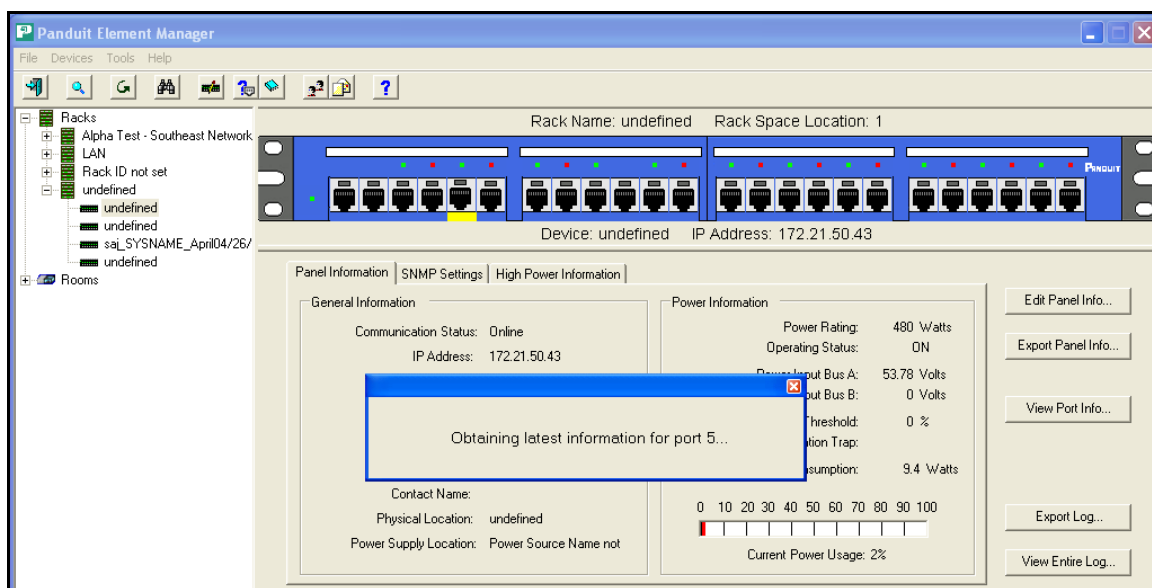 Panduit Element Manager
File Devices Tools Help
Racks
Alpha Test - Southeast Network
LAN
Rack ID not set
undefined
undefined
undefined
saj_SYSNAME_April04/26/
undefined
Rooms
Rack Name: undefined Rack Space Location: 1
PANDUIT
Device: undefined IP Address: 172.21.50.43
Panel Information SNMP Settings High Power Information
General Information
Communication Status: Online
IP Address: 172.21.50.43
Contact Name:
Physical Location: undefined
Power Supply Location: Power Source Name not
Power Information
Power Rating: 480 Watts
Operating Status: ON
Power Input Bus A: 53.78 Volts
put Bus B: 0 Volts
Threshold: 0 %
tion Trap:
sumption: 9.4 Watts
0 10 20 30 40 50 60 70 80 90 100
Current Power Usage: 2%
Obtaining latest information for port 5...
Edit Panel Info...
Export Panel Info...
View Port Info...
Export Log...
View Entire Log...